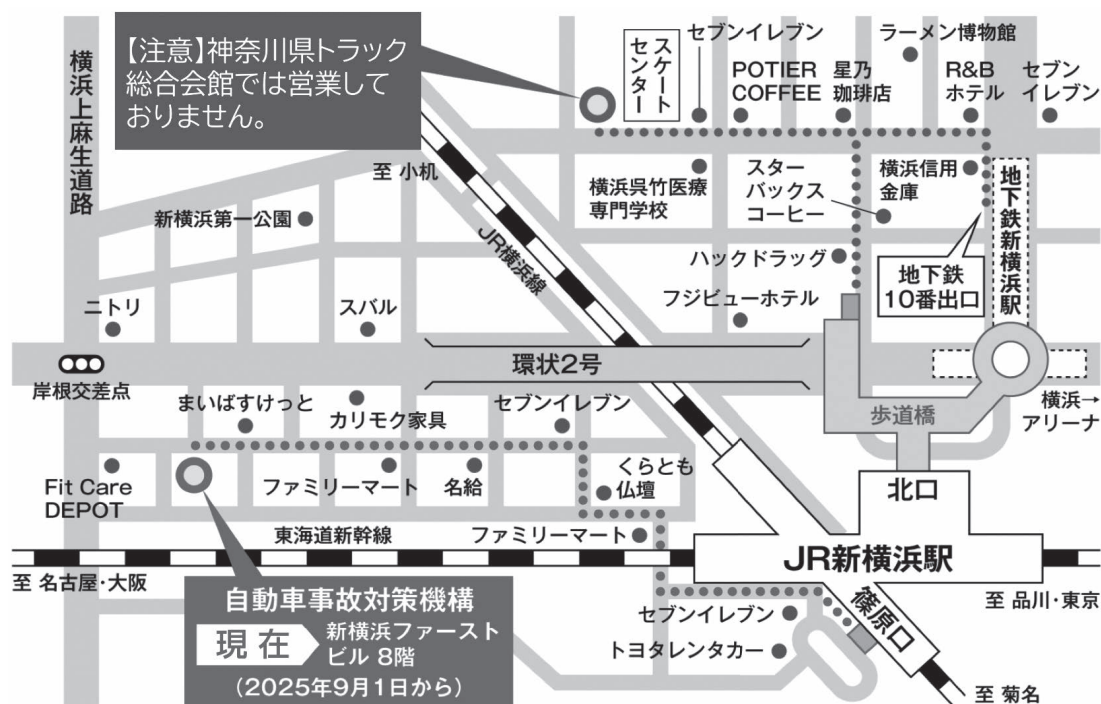 【注意】神奈川県トラック
総合会館では営業して
おりません。
横浜上麻生道路
スケート
センター
セブンイレブン
POTIER
COFFEE
星乃
珈琲店
ラーメン博物館
R&B
ホテル
セブン
イレブン
至 小机
新横浜第一公園
JR横浜線
横浜呉竹医療
専門学校
スター
バックス
コーヒー
横浜信用
金庫
地下鉄新横浜駅
ハックドラッグ
地下鉄
10番出口
フジビューホテル
ニトリ
スバル
環状2号
岸根交差点
まいばすけっと
カリモク家具
セブンイレブン
歩道橋
横浜→
アリーナ
Fit Care
DEPOT
ファミリーマート
名給
くらとも
仏壇
北口
東海道新幹線
ファミリーマート
JR新横浜駅
至 名古屋・大阪
至 品川・東京
自動車事故対策機構
現在
新横浜ファースト
ビル 8階
(2025年9月1日から)
セブンイレブン
トヨタレンタカー
篠原口
至 菊名